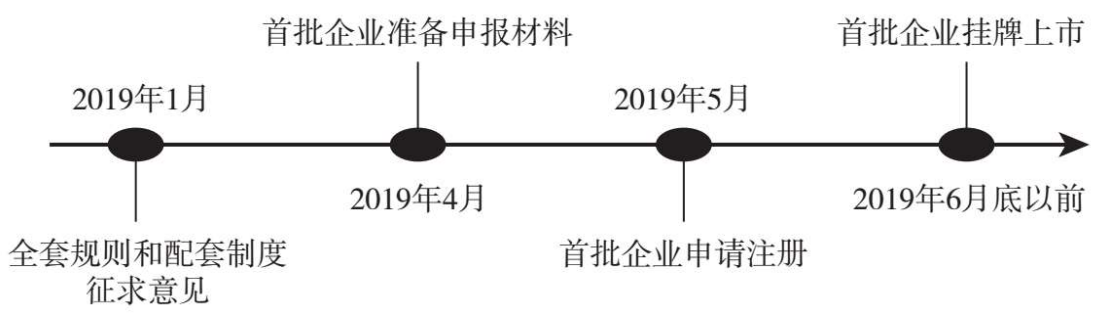 首批企业准备申报材料
首批企业挂牌上市
2019年1月
2019年5月
2019年4月
2019年6月底以前
全套规则和配套制度
征求意见
首批企业申请注册